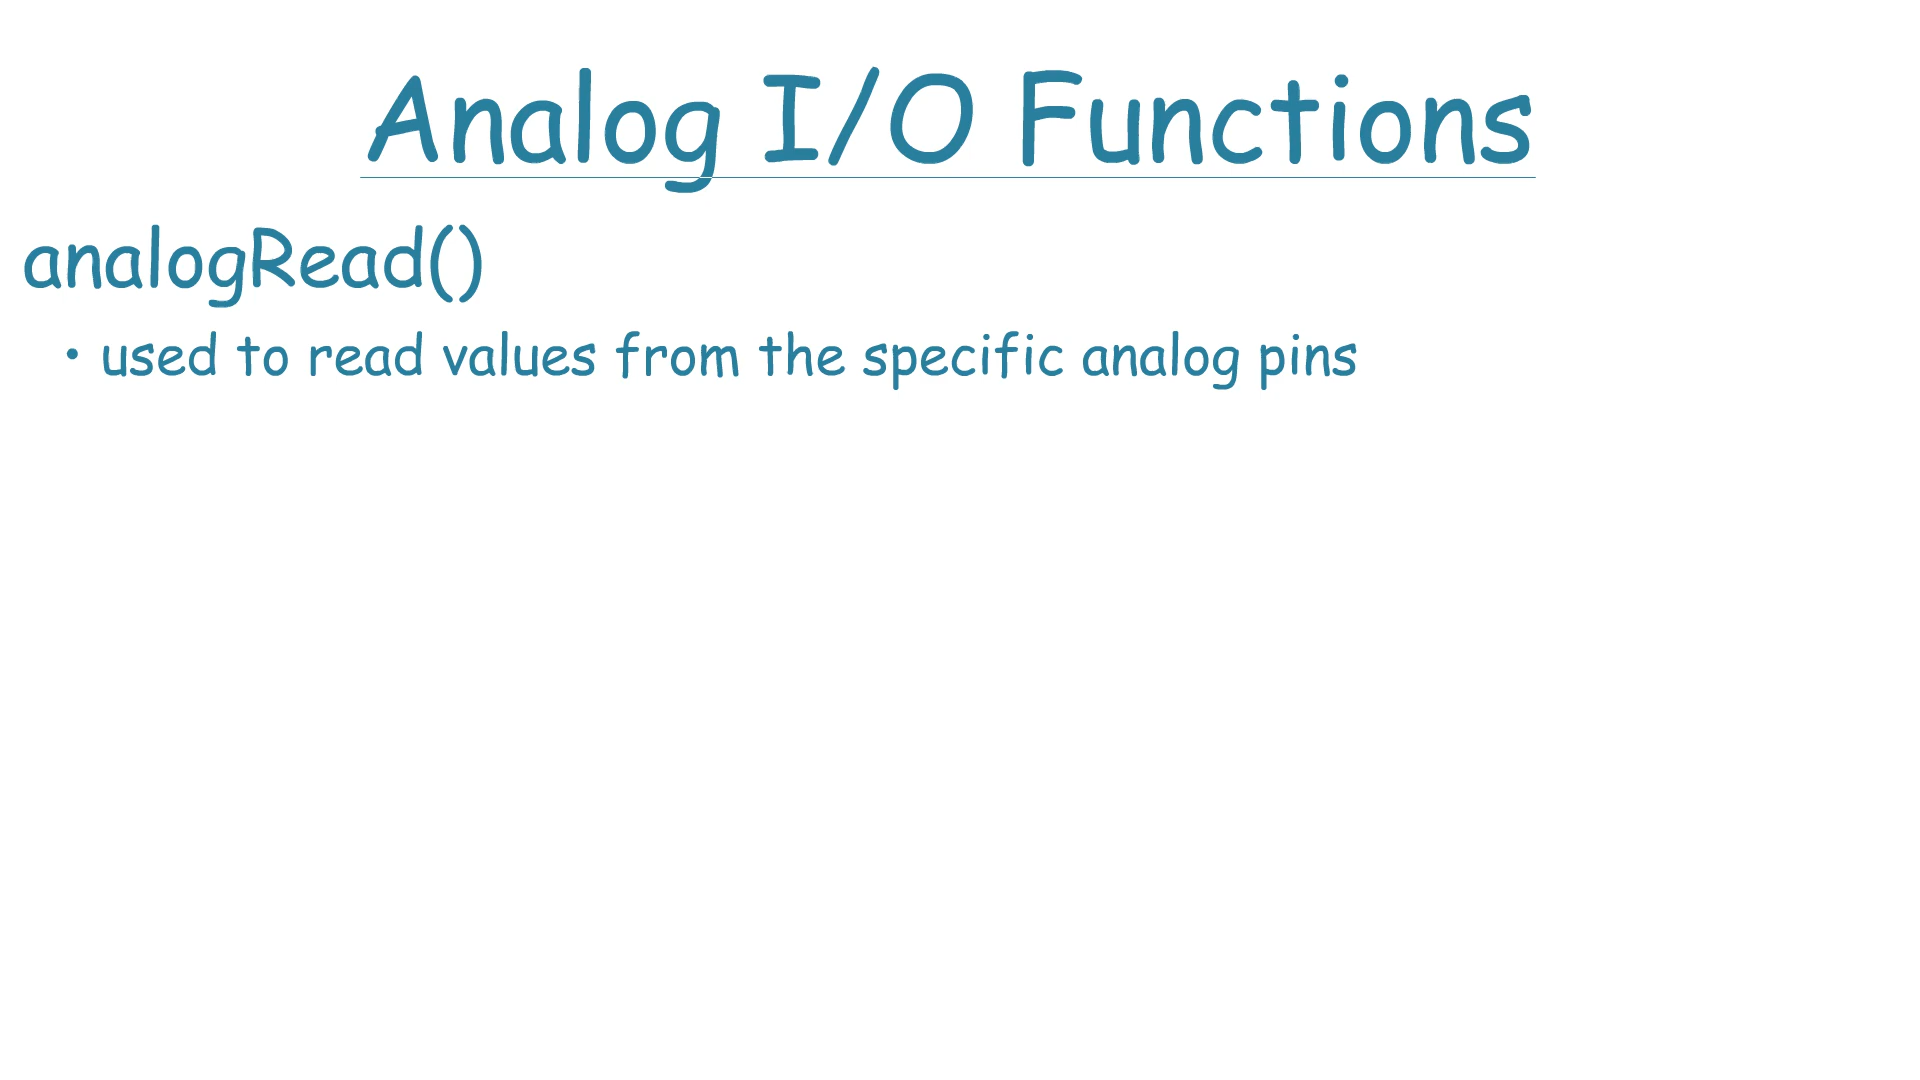 Analog I/O Functions
analogRead()
• used to read values from the specific analog pins